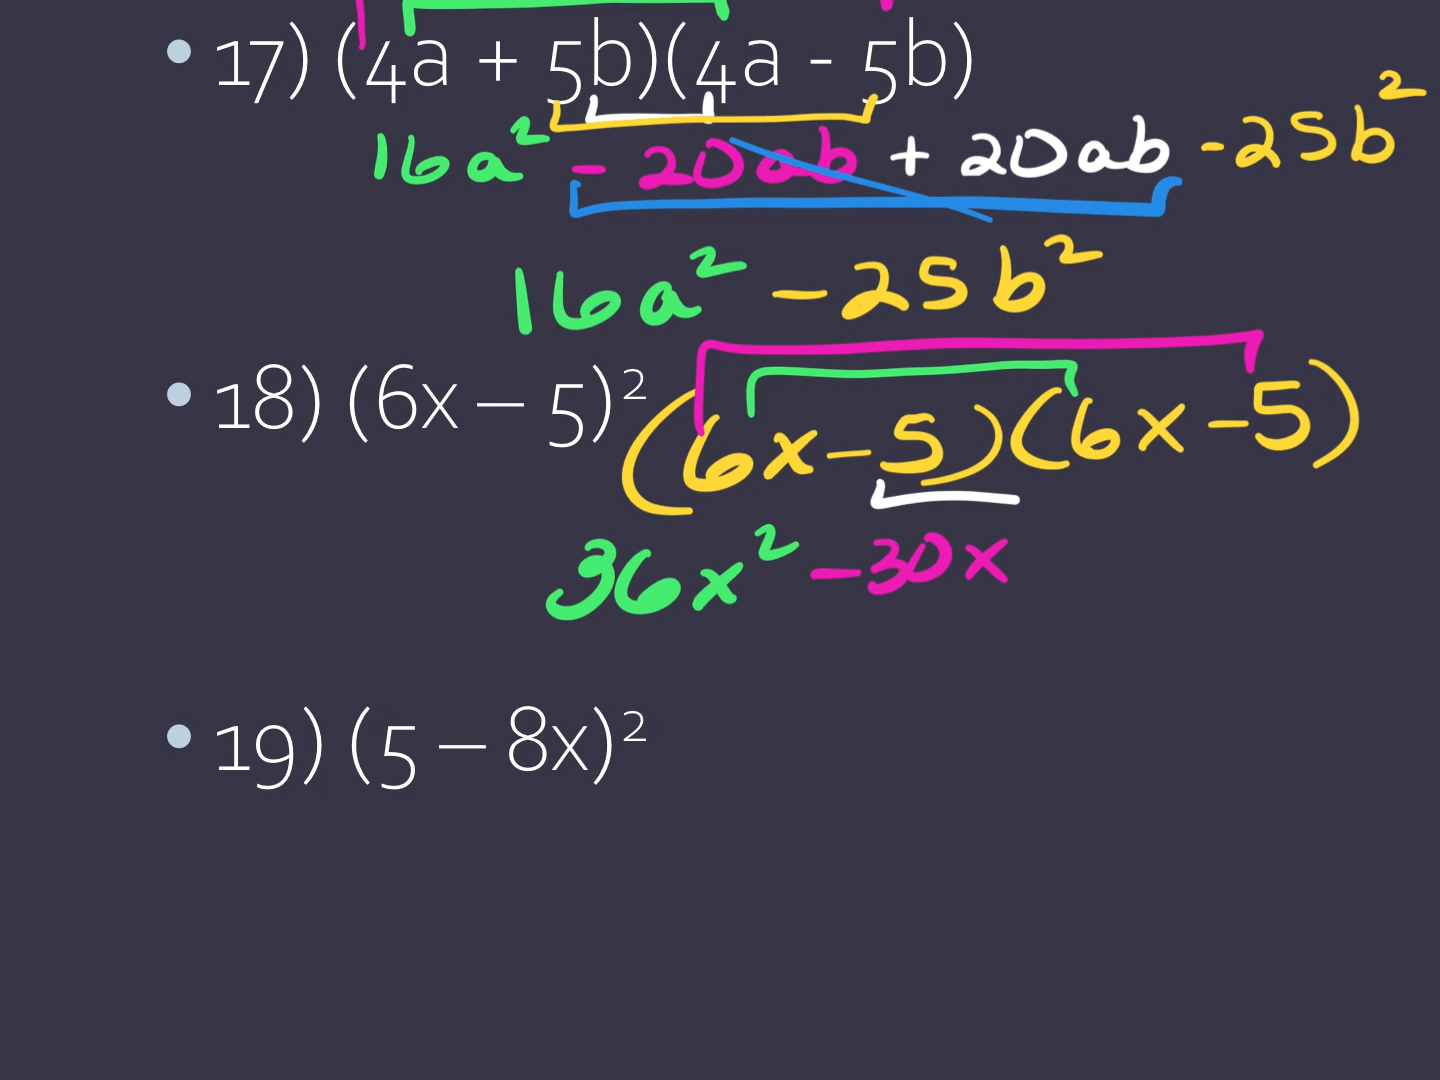 • 17) (4a + 5b)(4a - 5b)
16a² - 20ab + 20ab - 25b²
16a² - 25b²
• 18) (6x – 5)² (6x - 5)(6x - 5)
36x² - 30x
• 19) (5 – 8x)²